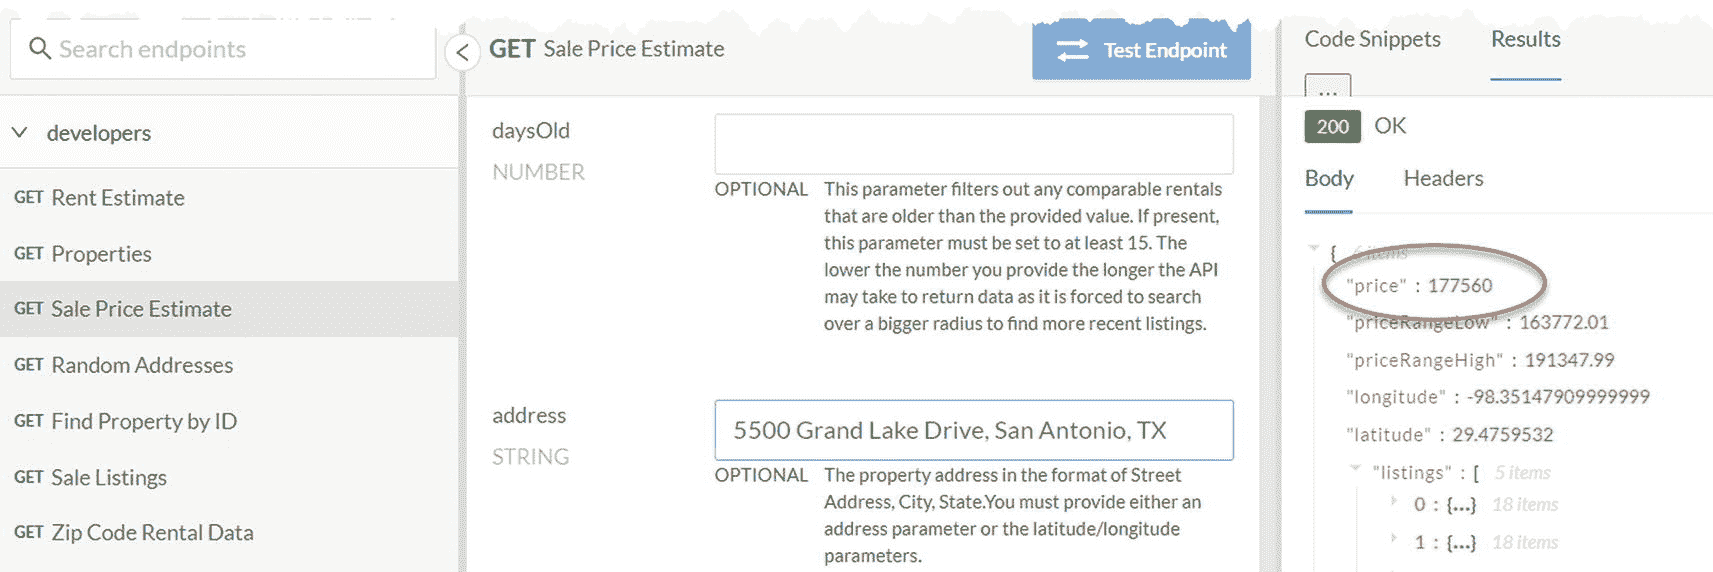 Search endpoints
developers
GET Rent Estimate
GET Properties
GET Sale Price Estimate
GET Random Addresses
GET Find Property by ID
GET Sale Listings
GET Zip Code Rental Data
GET Sale Price Estimate
Test Endpoint
daysOld
NUMBER
OPTIONAL This parameter filters out any comparable rentals
that are older than the provided value. If present,
this parameter must be set to at least 15. The
lower the number you provide the longer the API
may take to return data as it is forced to search
over a bigger radius to find more recent listings.
address
STRING
5500 Grand Lake Drive, San Antonio, TX
OPTIONAL The property address in the format of Street
Address, City, State.You must provide either an
address parameter or the latitude/longitude
parameters.
Code Snippets Results
...
200 OK
Body Headers
{ 6 items
"price" : 177560
"priceRangeLow" : 163772.01
"priceRangeHigh" : 191347.99
"longitude" : -98.35147909999999
"latitude" : 29.4759532
"listings" : [ 5 items
0 : {...} 18 items
1 : {...} 18 items